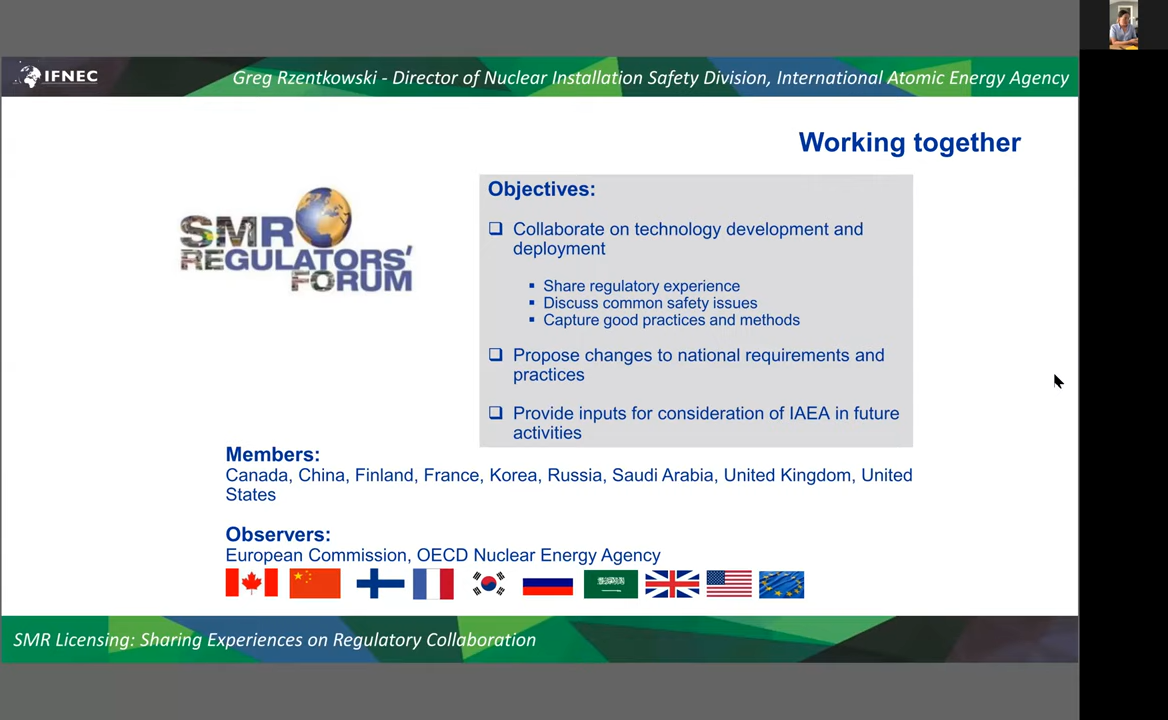 IFNEC
Greg Rzentkowski - Director of Nuclear Installation Safety Division, International Atomic Energy Agency
Working together
SMR
REGULATORS'
FORUM
Objectives:
Collaborate on technology development and
deployment
Share regulatory experience
Discuss common safety issues
Capture good practices and methods
Propose changes to national requirements and
practices
Provide inputs for consideration of IAEA in future
activities
Members:
Canada, China, Finland, France, Korea, Russia, Saudi Arabia, United Kingdom, United
States
Observers:
European Commission, OECD Nuclear Energy Agency
SMR Licensing: Sharing Experiences on Regulatory Collaboration